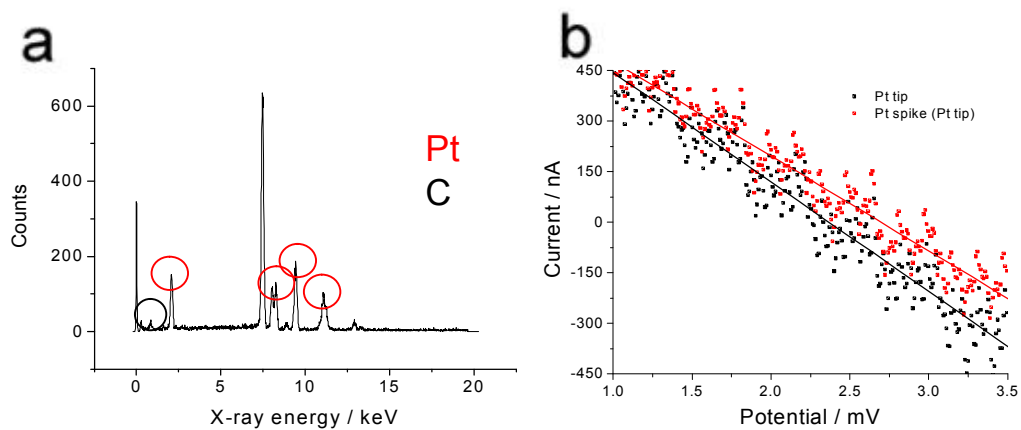 a
Counts
600
400
200
0
Pt
C
0
5
10
15
20
X-ray energy / keV
b
Current / nA
450
300
150
0
-150
-300
-450
Pt tip
Pt spike (Pt tip)
1.0
1.5
2.0
2.5
3.0
3.5
Potential / mV